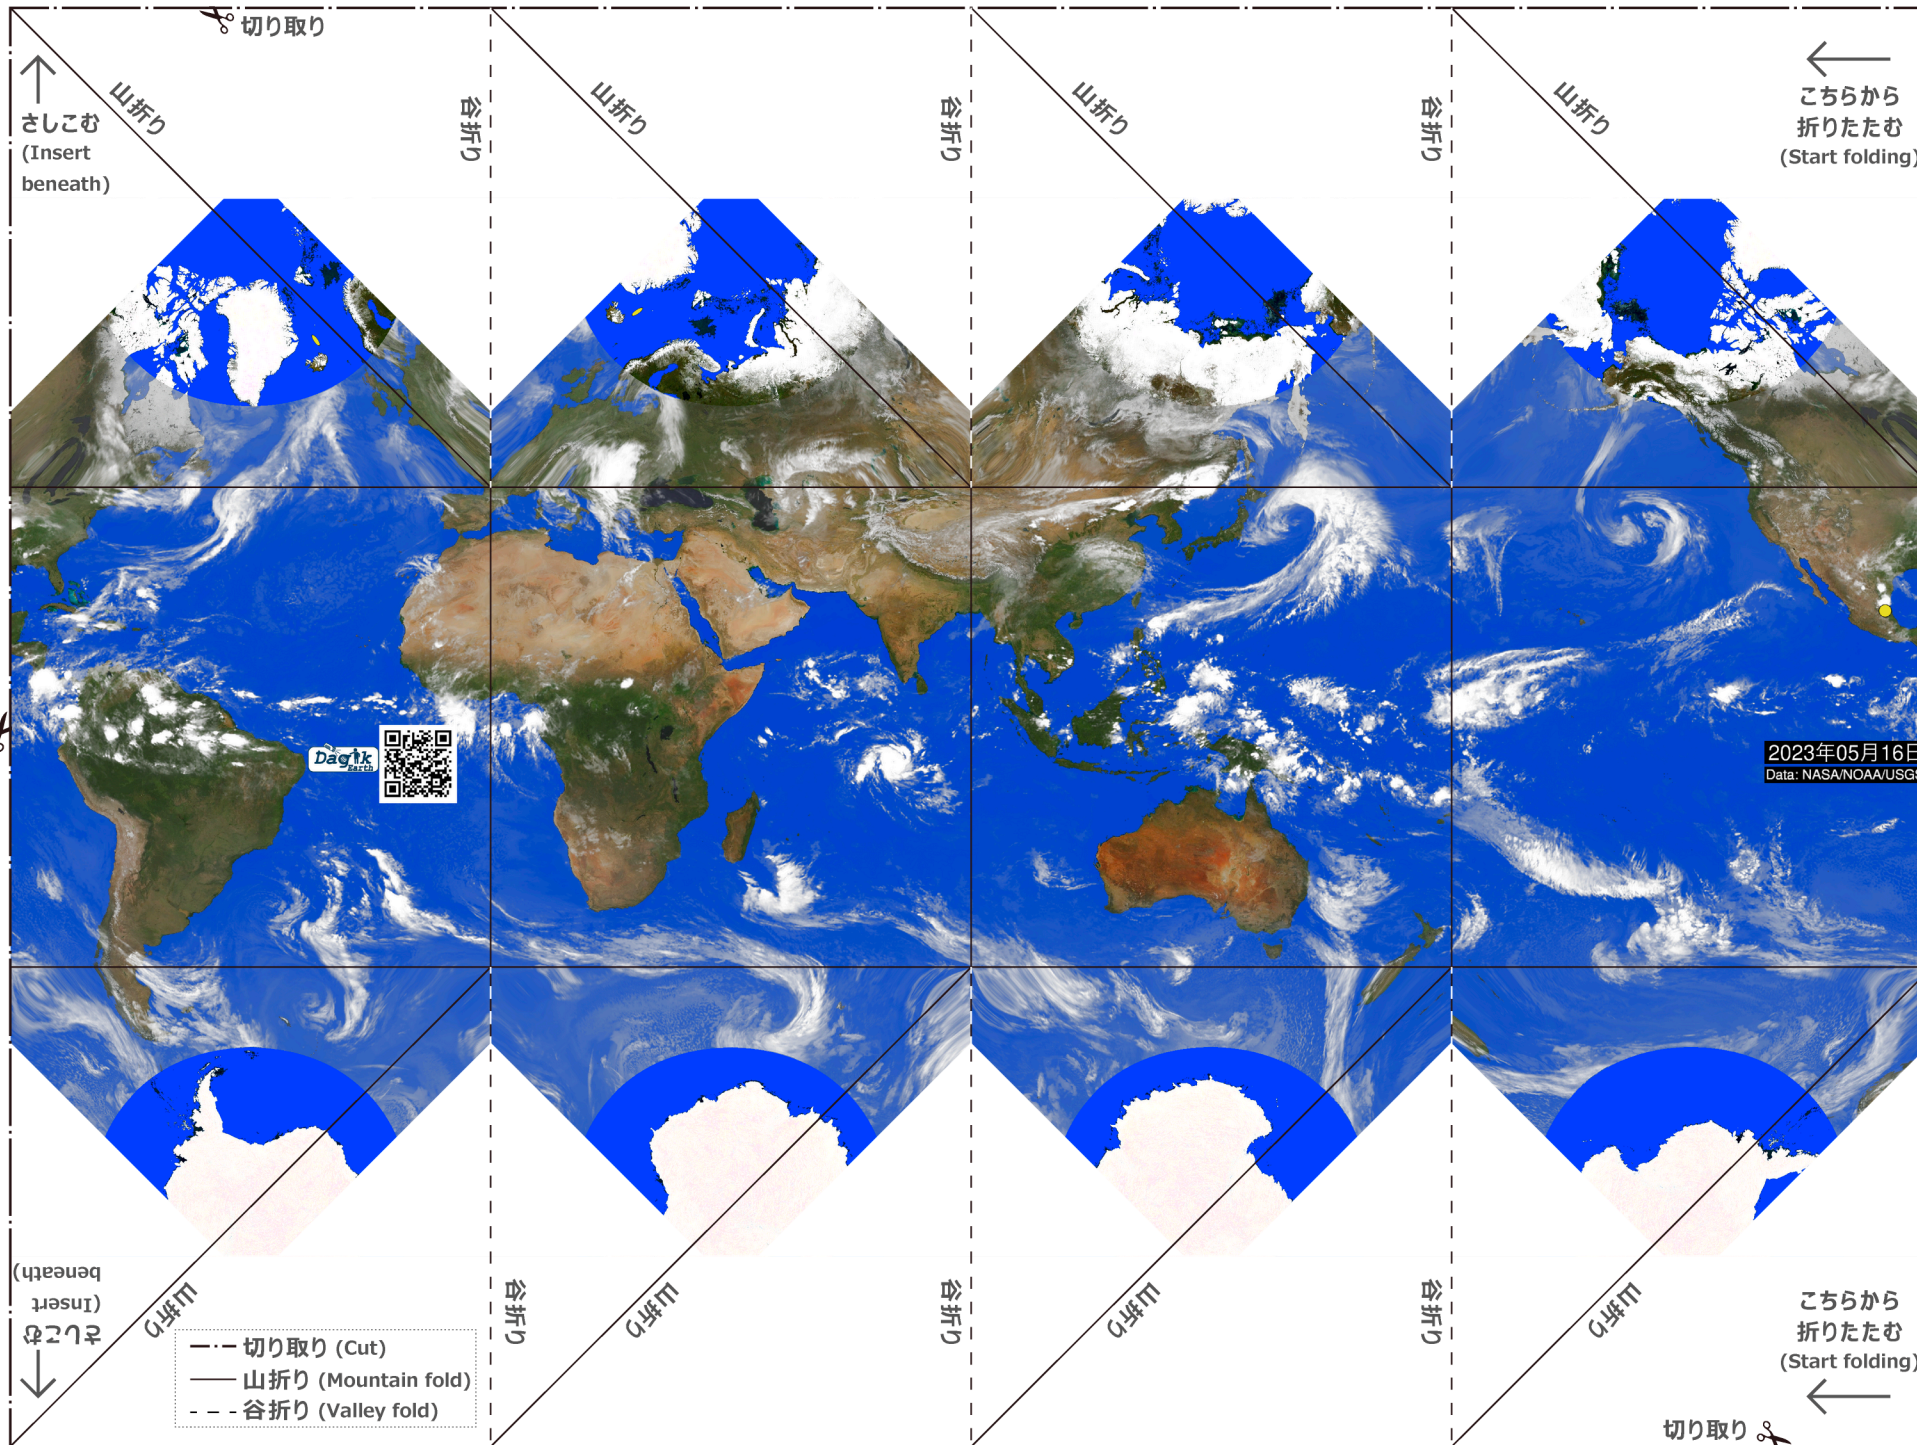 切り取り
さしこむ
(Insert
beneath)
山折り
谷折り
山折り
谷折り
山折り
谷折り
山折り
こちらから
折りたたむ
(Start folding)
Dagik
Earth
2023年05月16日
Data: NASA/NOAA/USGS
さしこむ
(Insert
beneath)
山折り
谷折り
山折り
谷折り
山折り
谷折り
山折り
こちらから
折りたたむ
(Start folding)
切り取り (Cut)
山折り (Mountain fold)
谷折り (Valley fold)
切り取り